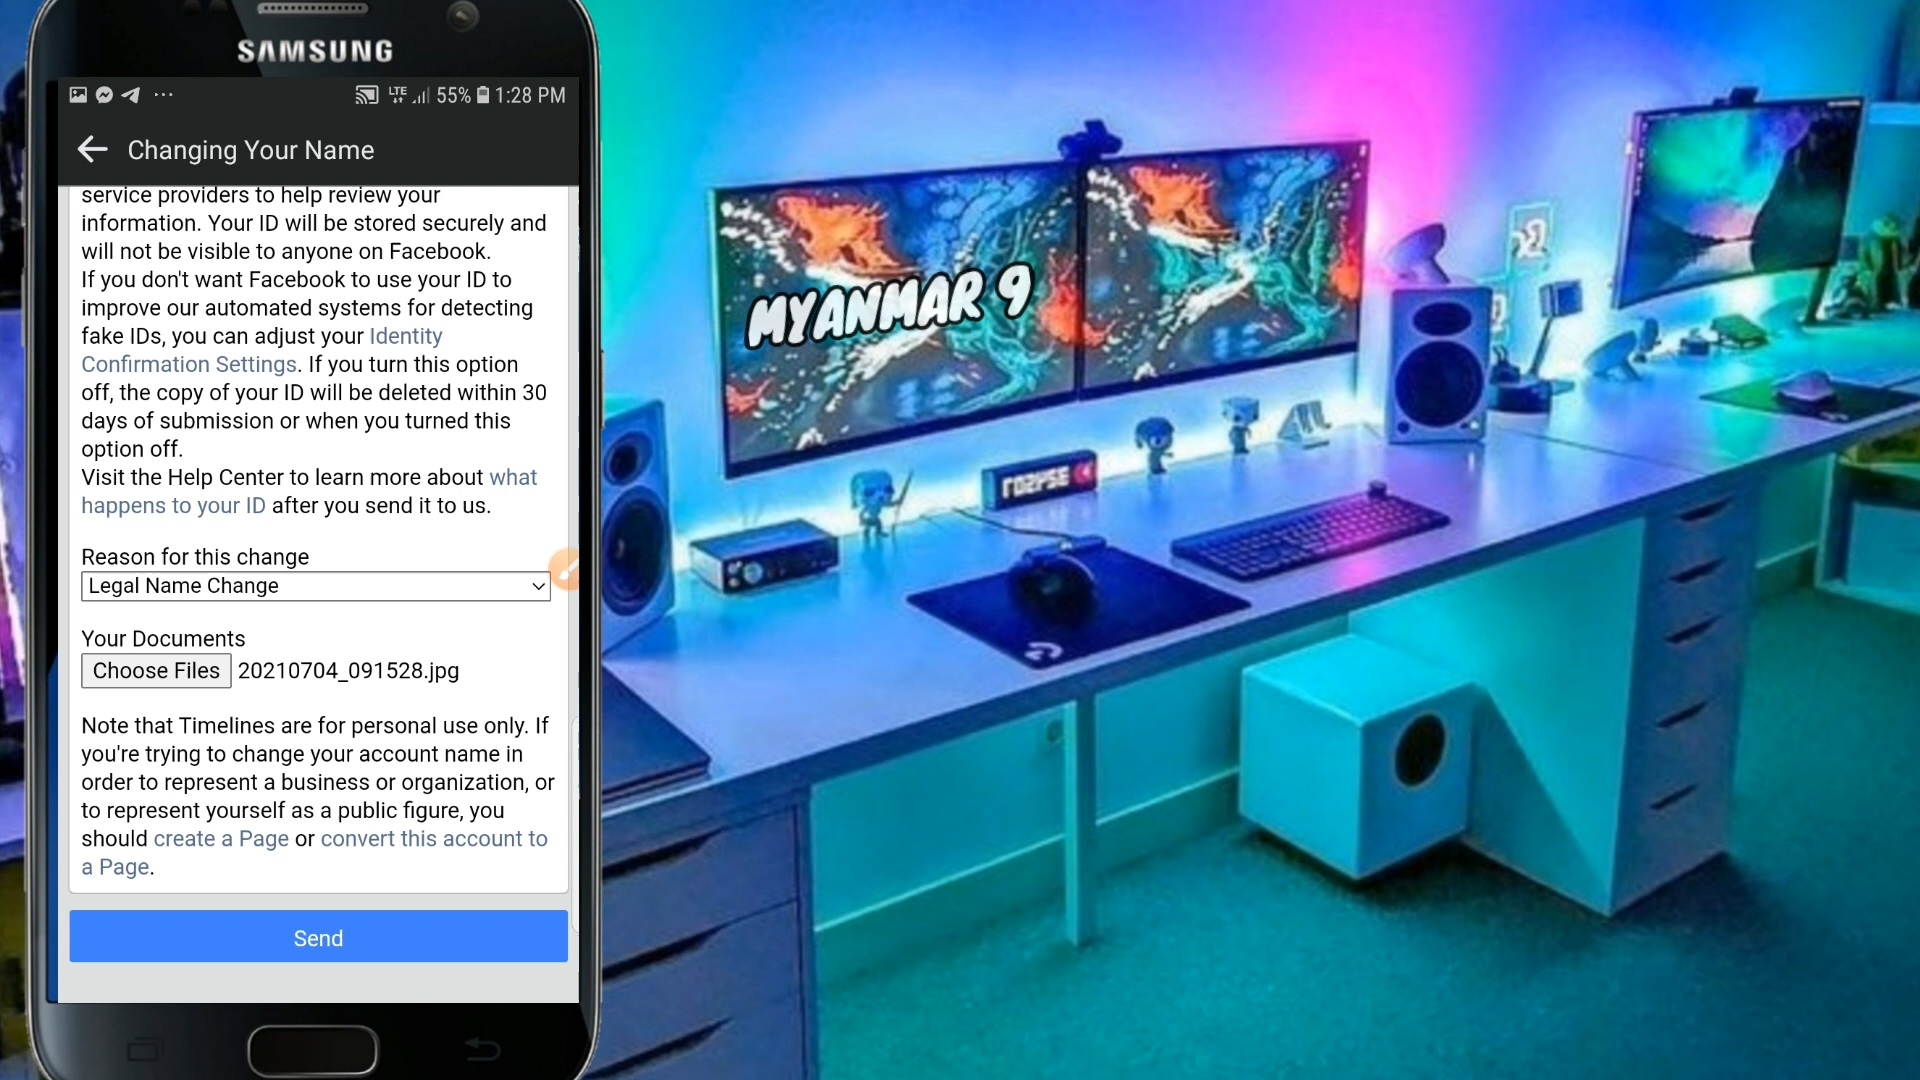 SAMSUNG
LTE 55% 1:28 PM
Changing Your Name
service providers to help review your
information. Your ID will be stored securely and
will not be visible to anyone on Facebook.
If you don't want Facebook to use your ID to
improve our automated systems for detecting
fake IDs, you can adjust your Identity
Confirmation Settings. If you turn this option
off, the copy of your ID will be deleted within 30
days of submission or when you turned this
option off.
Visit the Help Center to learn more about what
happens to your ID after you send it to us.
Reason for this change
Legal Name Change
Your Documents
Choose Files 20210704_091528.jpg
Note that Timelines are for personal use only. If
you're trying to change your account name in
order to represent a business or organization, or
to represent yourself as a public figure, you
should create a Page or convert this account to
a Page.
Send
MYANMAR 9